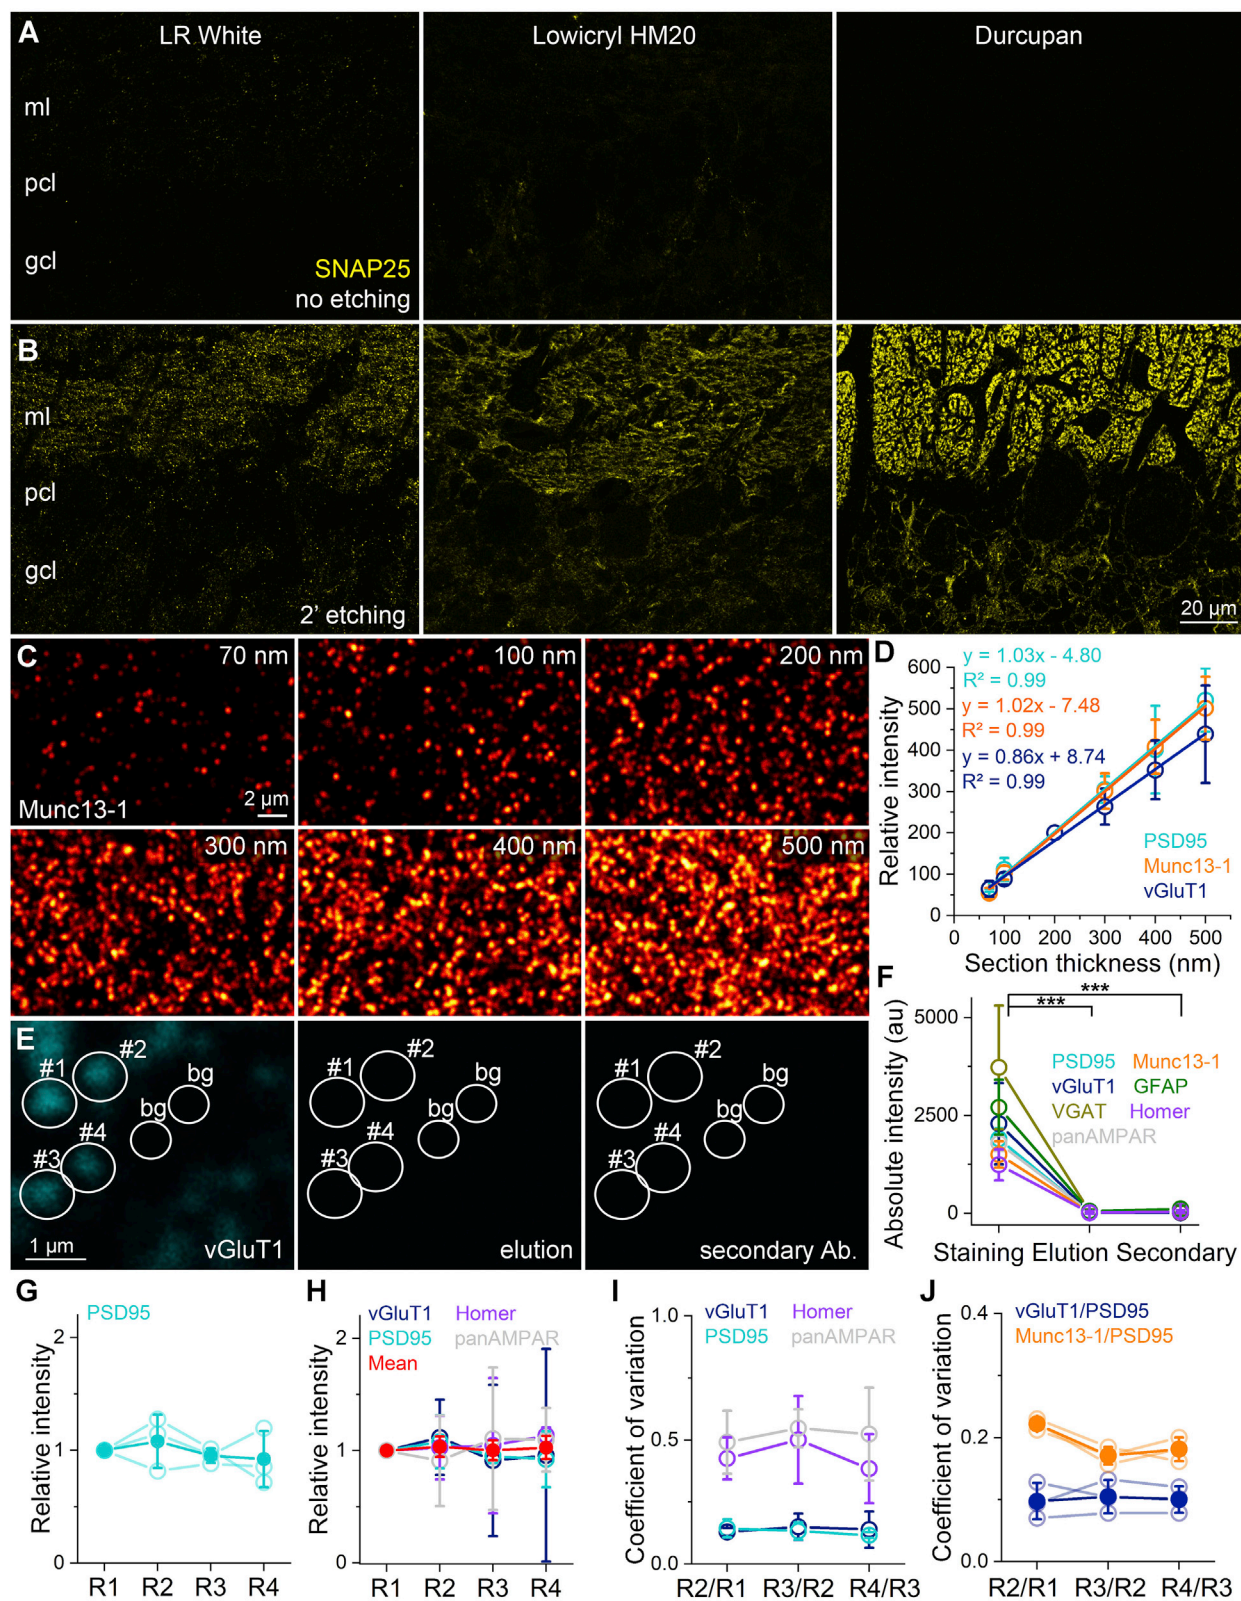 A
LR White
Lowicryl HM20
Durcupan
ml
pcl
gcl
SNAP25
no etching
B
ml
pcl
gcl
2' etching
20 µm
C
70 nm
100 nm
200 nm
Munc13-1
2 µm
300 nm
400 nm
500 nm
D
y = 1.03x - 4.80
R² = 0.99
y = 1.02x - 7.48
R² = 0.99
y = 0.86x + 8.74
R² = 0.99
PSD95
Munc13-1
vGluT1
Relative intensity
600
500
400
300
200
100
0
0 100 200 300 400 500
Section thickness (nm)
E
#1
#2
bg
bg
#4
#3
1 µm
vGluT1
#1
#2
bg
bg
#4
#3
elution
#1
#2
bg
bg
#4
#3
secondary Ab.
F
***
***
PSD95 Munc13-1
vGluT1 GFAP
VGAT Homer
panAMPAR
Absolute intensity (au)
5000
2500
0
Staining Elution Secondary
G
PSD95
Relative intensity
2
1
0
R1 R2 R3 R4
H
vGluT1 Homer
PSD95 panAMPAR
Mean
Relative intensity
2
1
0
R1 R2 R3 R4
I
vGluT1 Homer
PSD95 panAMPAR
Coefficient of variation
1.0
0.5
0.0
R2/R1 R3/R2 R4/R3
J
vGluT1/PSD95
Munc13-1/PSD95
Coefficient of variation
0.4
0.2
0.0
R2/R1 R3/R2 R4/R3